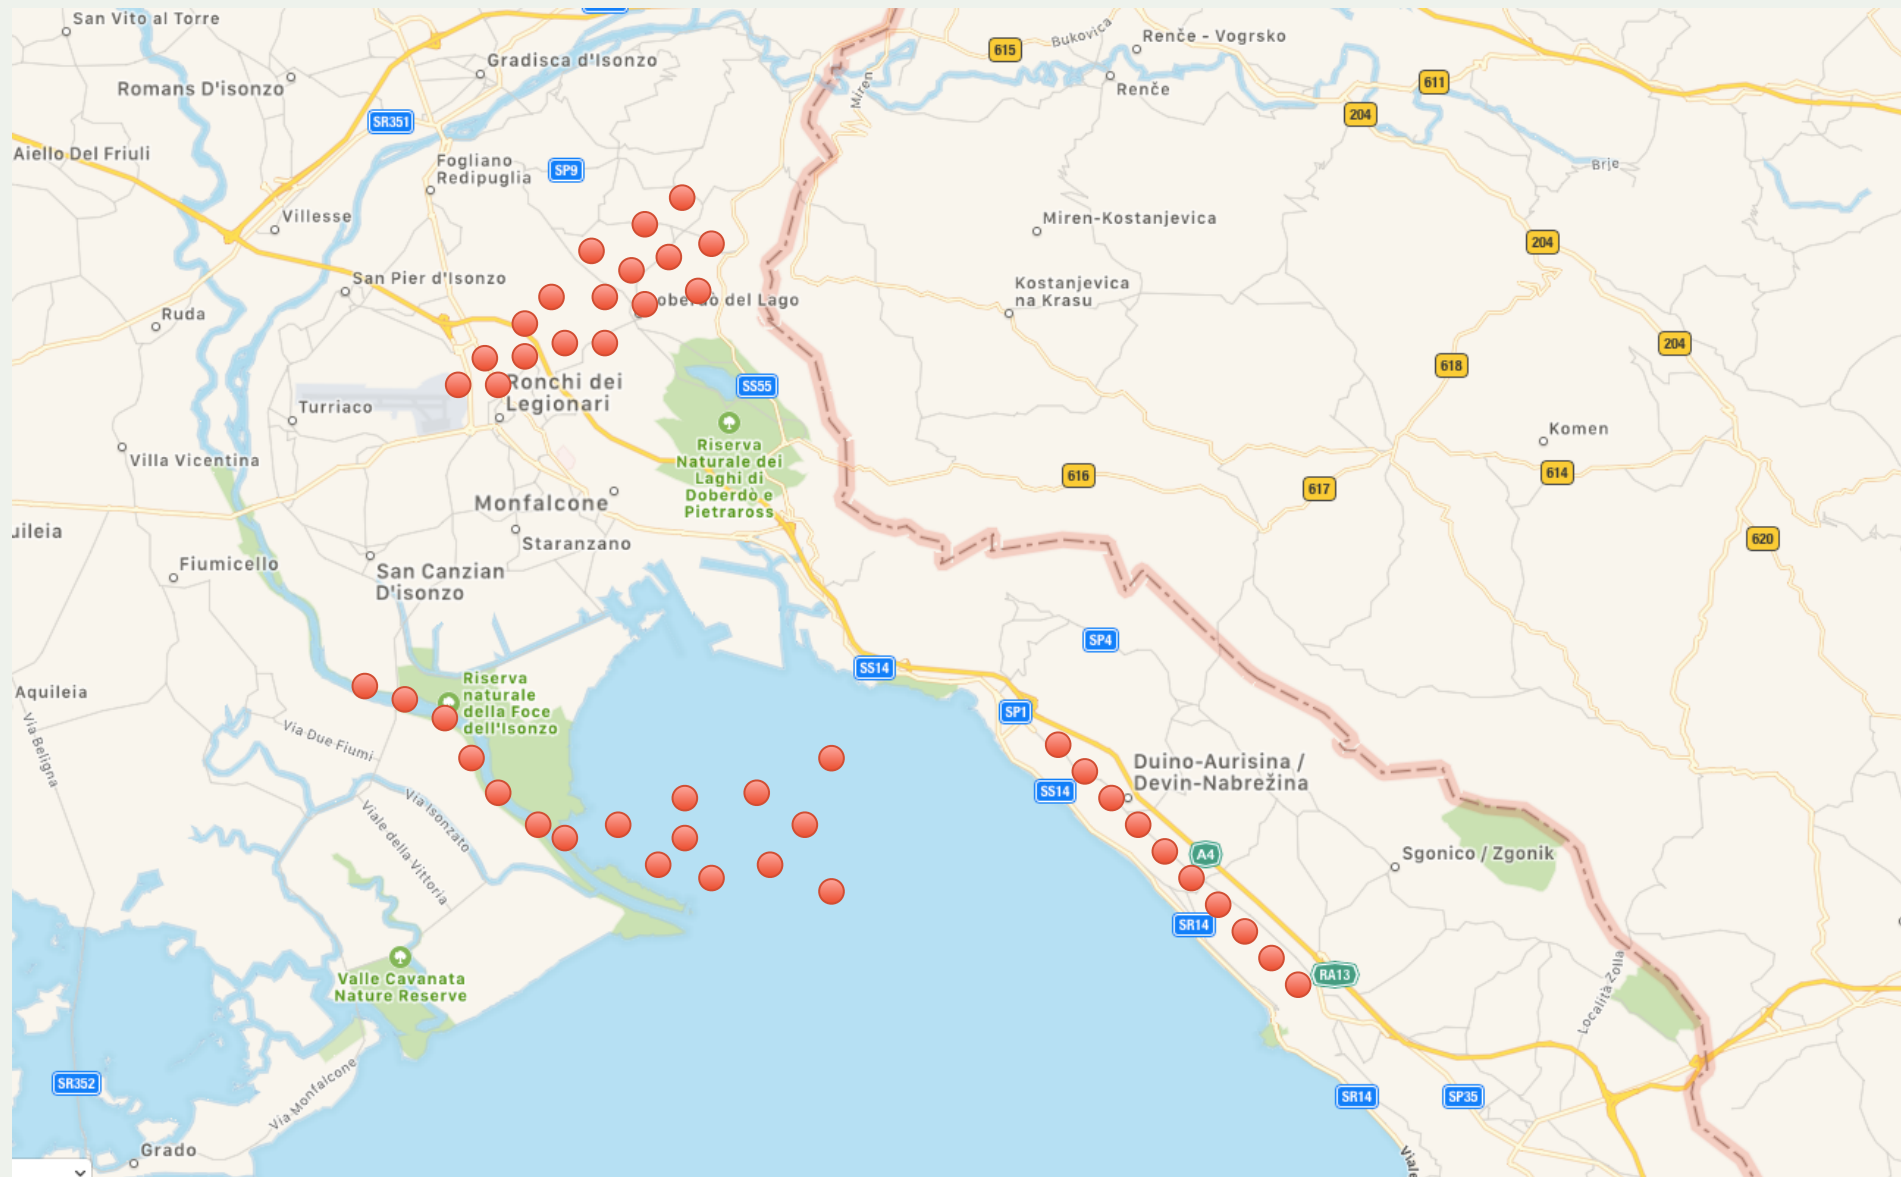 San Vito al Torre
Gradisca d'Isonzo
Romans D'isonzo
SR351
Aiello Del Friuli
Fogliano
Redipuglia
SP9
Villesse
San Pier d'Isonzo
Ruda
Turriaco
Villa Vicentina
Ronchi dei
Legionari
SS55
Riserva
Naturale dei
Laghi di
Doberdò e
Pietraross
Monfalcone
Staranzano
Fiumicello
San Canzian
D'isonzo
Aquileia
Via Beligna
Via Due Fiumi
Via Isonzato
Viale della Vittoria
Riserva
naturale
della Foce
dell'Isonzo
Valle Cavanata
Nature Reserve
Via Monfalcone
SR352
Grado
615
Bukovica
Renče - Vogrsko
Renče
Miren
611
204
Brje
Miren-Kostanjevica
204
Kostanjevica
na Krasu
204
618
Komen
616
617
614
620
SP4
SS14
SP1
SS14
Duino-Aurisina /
Devin-Nabrežina
A4
Sgonico / Zgonik
SR14
RA13
Località Zolla
SR14
SP35
del Lago
uileia
Viale